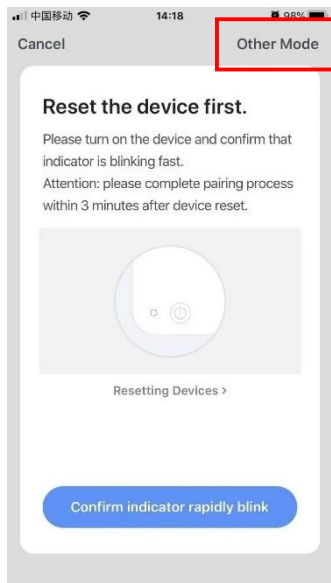 中国移动 14:18 98%
Cancel Other Mode
Reset the device first.
Please turn on the device and confirm that
indicator is blinking fast.
Attention: please complete pairing process
within 3 minutes after device reset.
Resetting Devices >
Confirm indicator rapidly blink